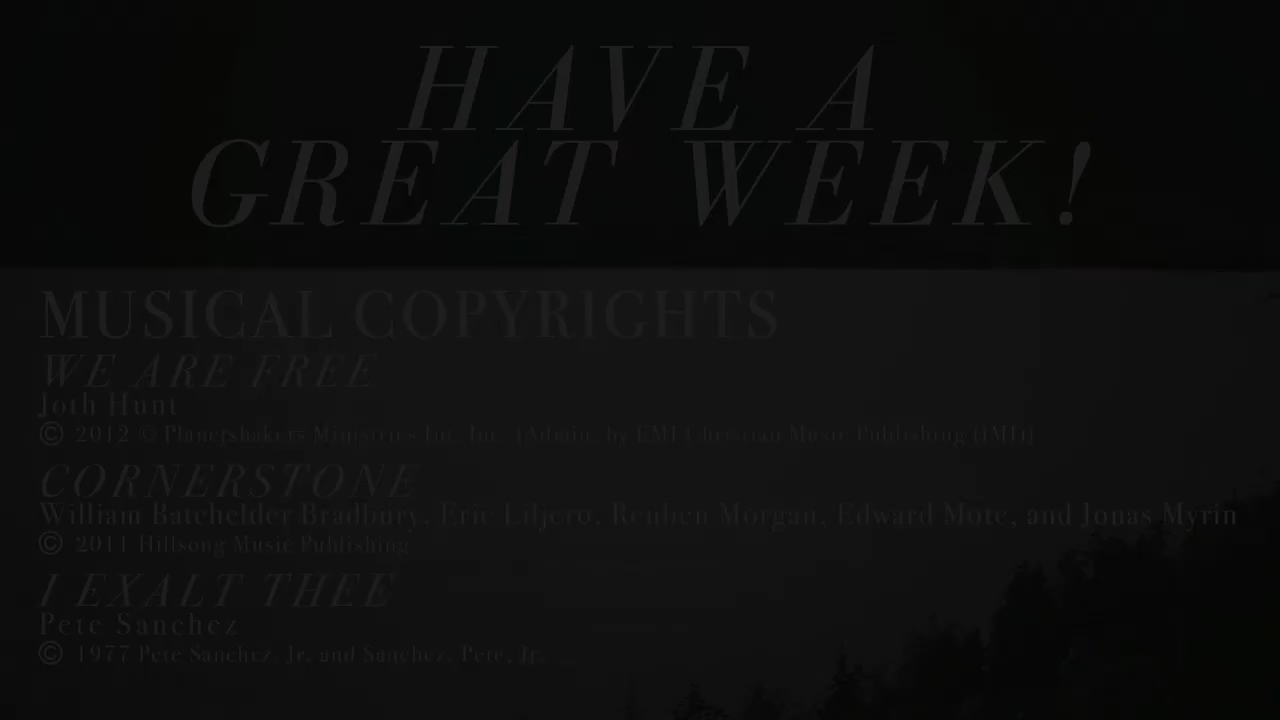 HAVE A
GREAT WEEK!
MUSICAL COPYRIGHTS
WE ARE FREE
Joth Hunt
© 2012 © Planetshakers Ministries Int. Inc. (Admin. by EMI Christian Music Publishing (IMI))
CORNERSTONE
William Batchelder Bradbury, Eric Liljero, Reuben Morgan, Edward Mote, and Jonas Myrin
© 2011 Hillsong Music Publishing
I EXALT THEE
Pete Sanchez
© 1977 Pete Sanchez, Jr. and Sanchez, Pete, Jr.